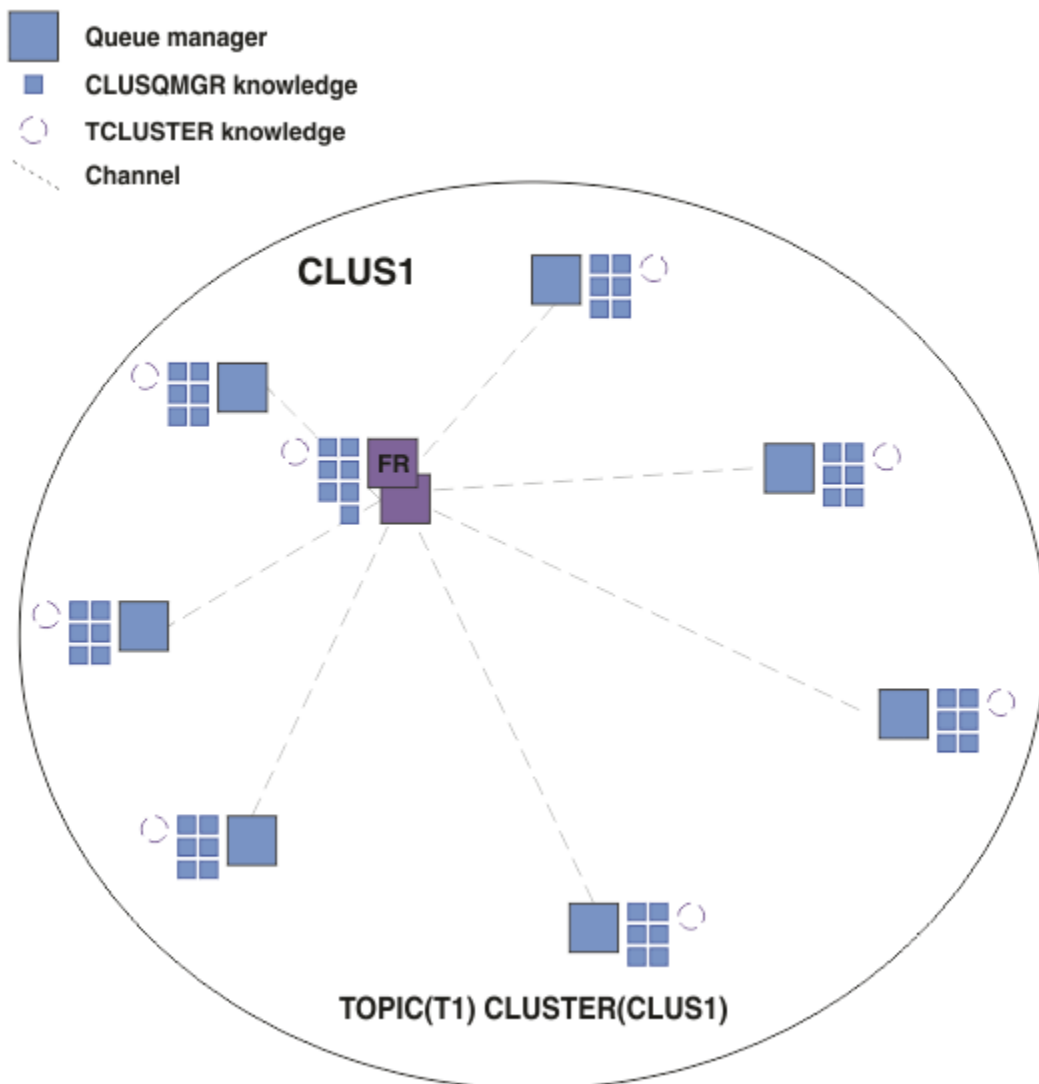 Queue manager
CLUSQMGR knowledge
TCLUSTER knowledge
Channel
CLUS1
FR
TOPIC(T1) CLUSTER(CLUS1)